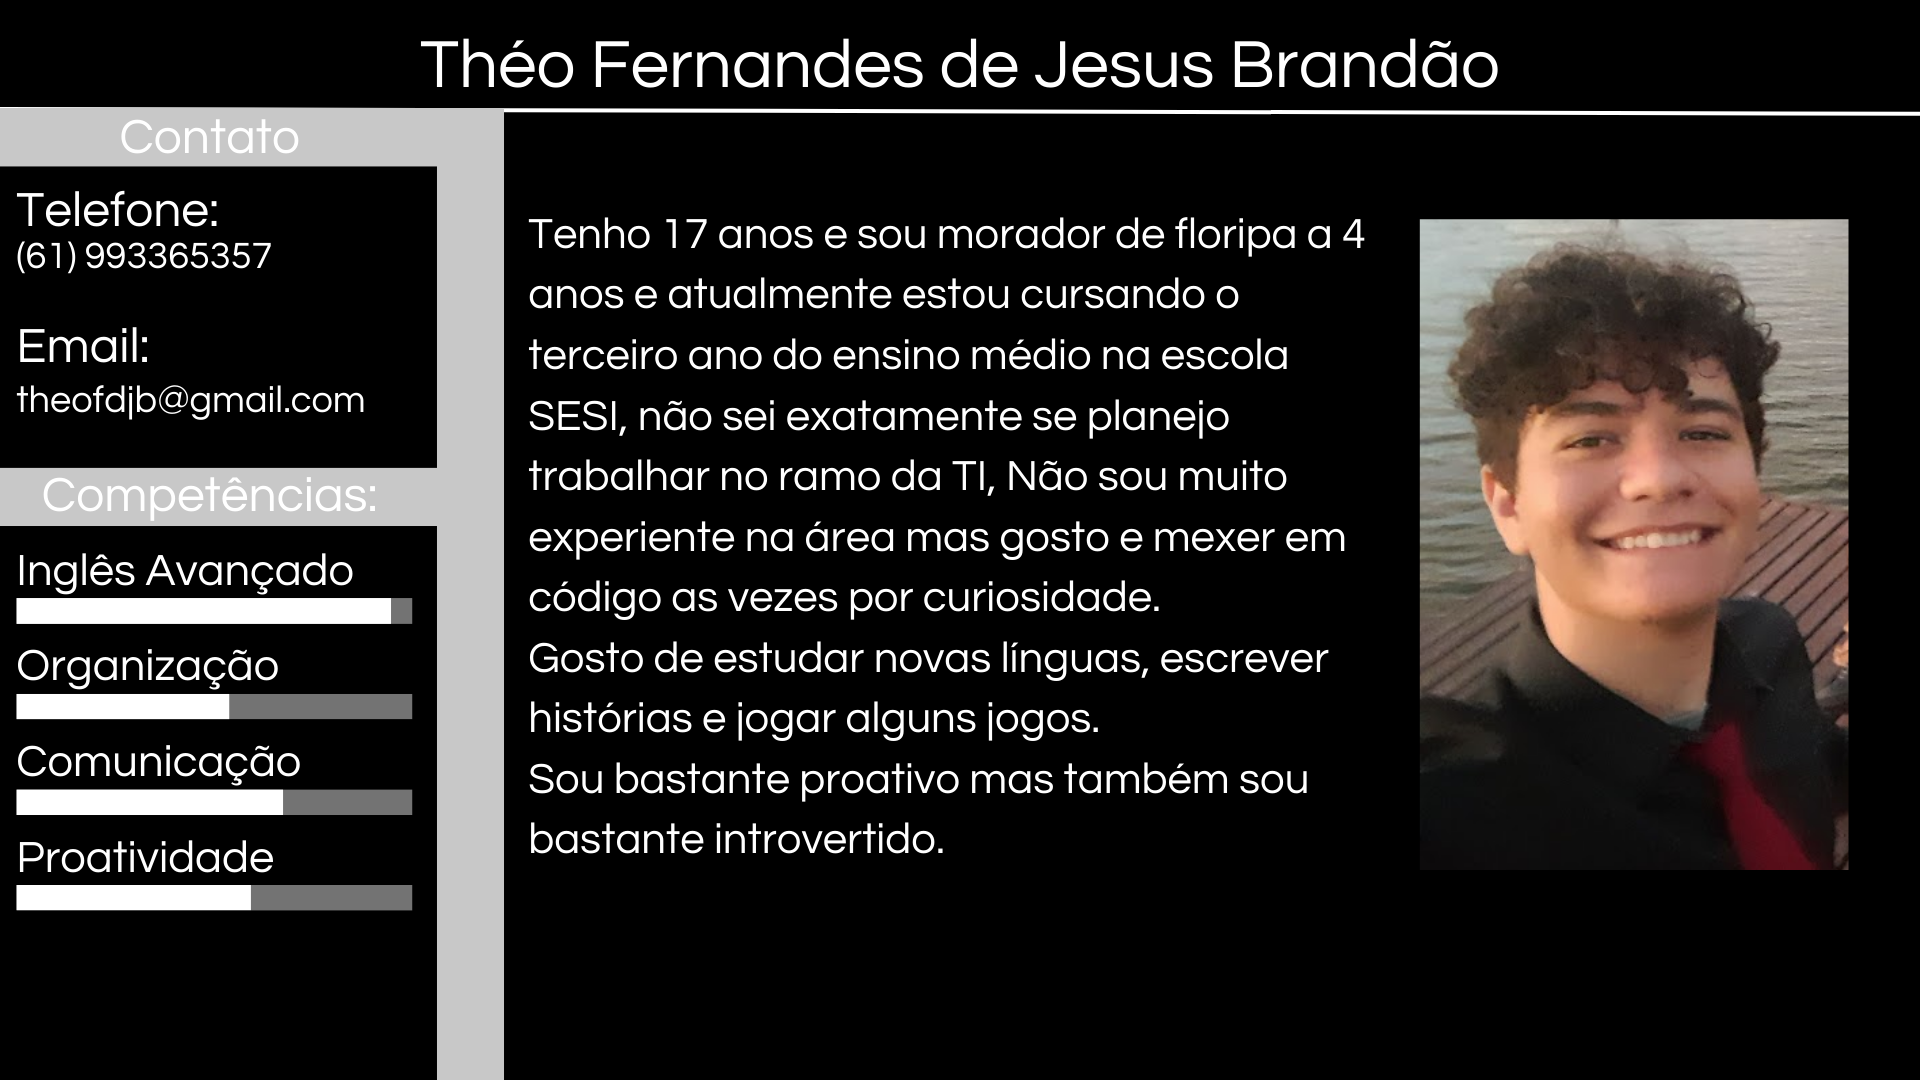 Théo Fernandes de Jesus Brandão
Contato
Telefone:
(61) 993365357
Email:
theofdjb@gmail.com
Competências:
Inglês Avançado
Organização
Comunicação
Proatividade
Tenho 17 anos e sou morador de floripa a 4
anos e atualmente estou cursando o
terceiro ano do ensino médio na escola
SESI, não sei exatamente se planejo
trabalhar no ramo da TI, Não sou muito
experiente na área mas gosto e mexer em
código as vezes por curiosidade.
Gosto de estudar novas línguas, escrever
histórias e jogar alguns jogos.
Sou bastante proativo mas também sou
bastante introvertido.